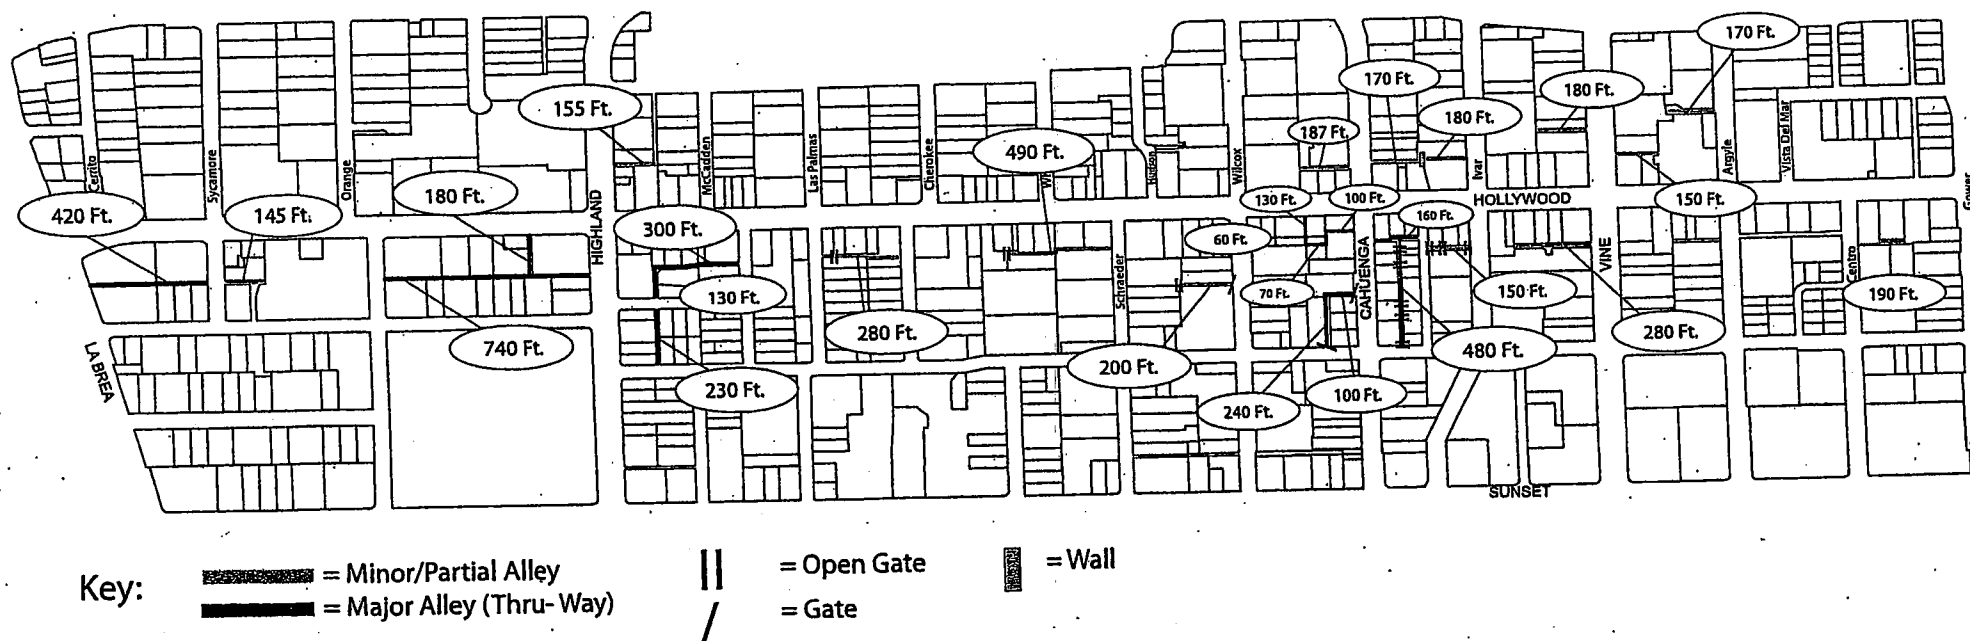 170 Ft.
170 Ft.
180 Ft.
155 Ft.
180 Ft.
187 Ft.
490 Ft.
Cerrito
Sycamore
Orange
McCadden
Las Palmas
Cherokee
Wilcox
Ivar
Argyle
Vista Del Mar
Gower
180 Ft.
420 Ft.
145 Ft.
HIGHLAND
300 Ft.
130 Ft.
100 Ft.
HOLLYWOOD
150 Ft.
160 Ft.
60 Ft.
CAHUENGA
VINE
Schrader
Centro
130 Ft.
70 Ft.
150 Ft.
190 Ft.
280 Ft.
740 Ft.
280 Ft.
480 Ft.
LA BREA
200 Ft.
230 Ft.
240 Ft.
100 Ft.
SUNSET
Key:
= Minor/Partial Alley
= Major Alley (Thru-Way)
= Open Gate
= Gate
= Wall